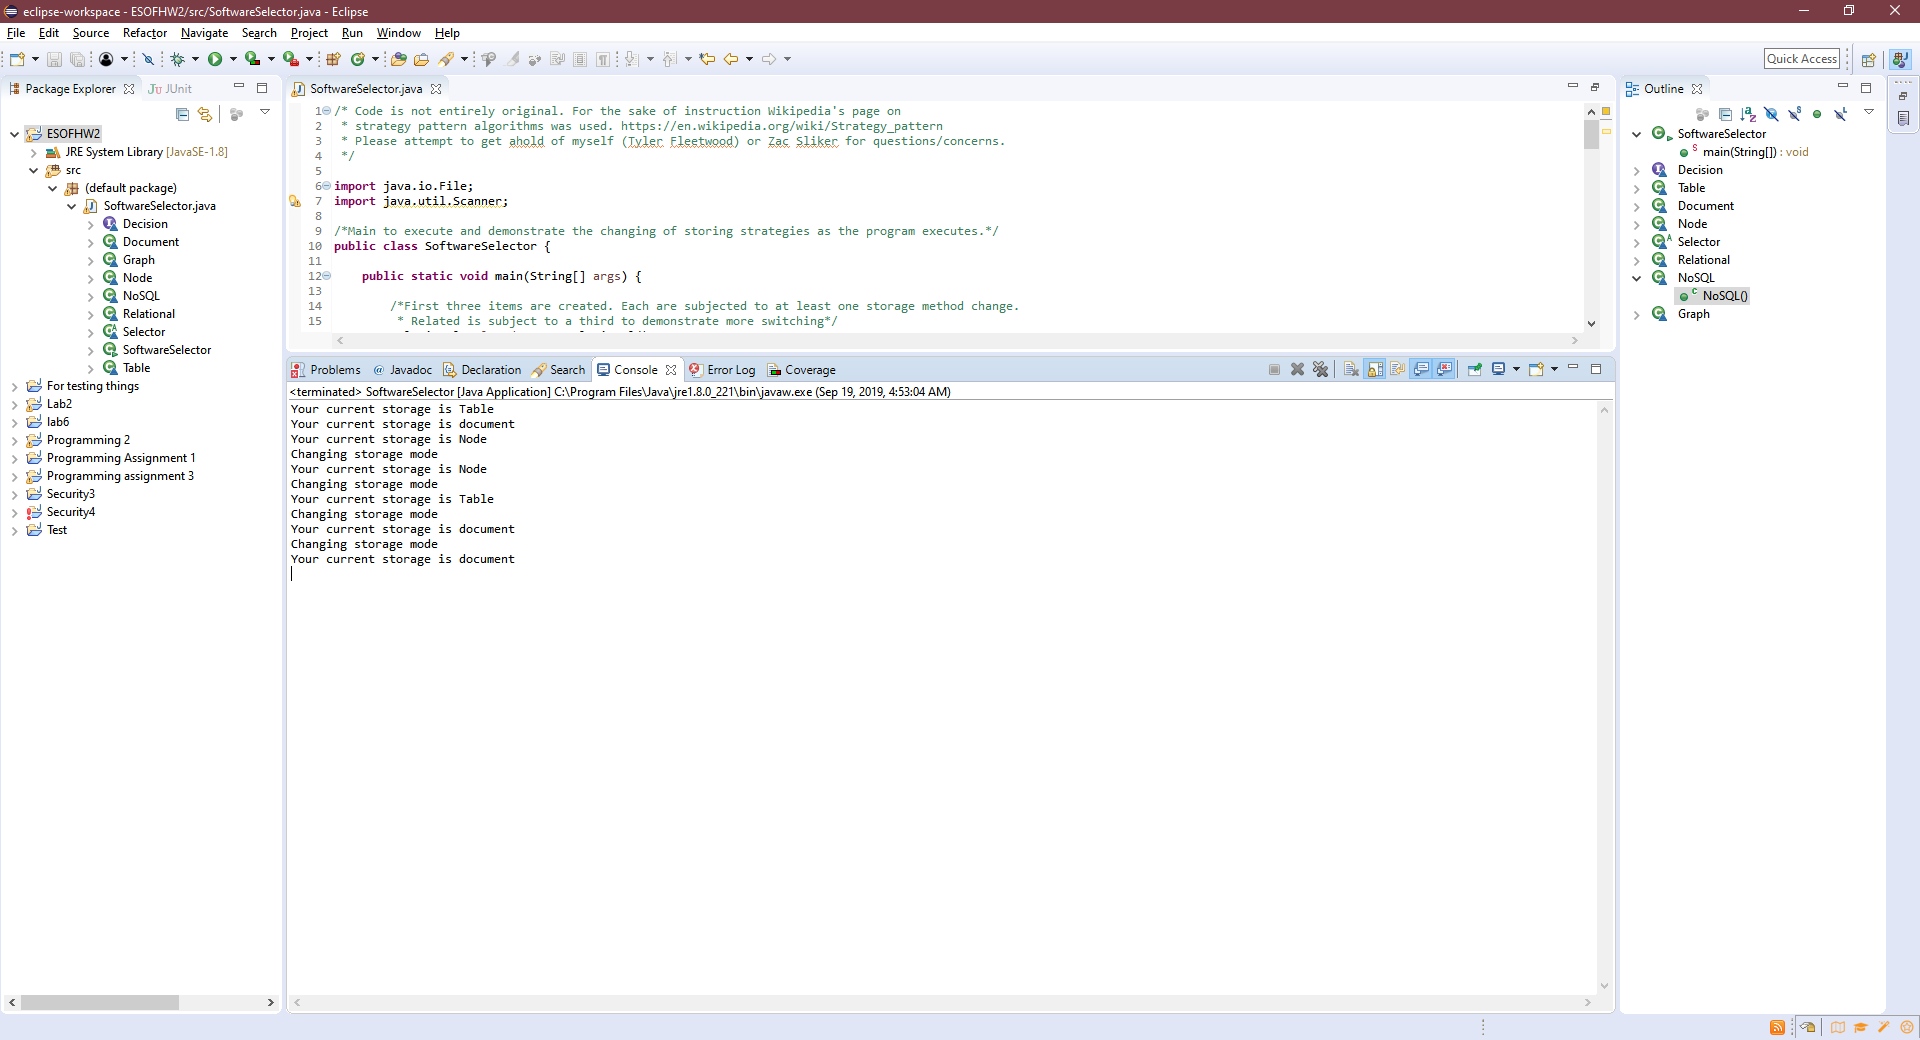 eclipse-workspace - ESOFHW2/src/SoftwareSelector.java - Eclipse
File Edit Source Refactor Navigate Search Project Run Window Help
Quick Access
Package Explorer
JUnit
ESOFHW2
JRE System Library [JavaSE-1.8]
src
(default package)
SoftwareSelector.java
Decision
Document
Graph
Node
NoSQL
Relational
Selector
SoftwareSelector
Table
For testing things
Lab2
lab6
Programming 2
Programming Assignment 1
Programming assignment 3
Security3
Security4
Test
SoftwareSelector.java
1 /* Code is not entirely original. For the sake of instruction Wikipedia's page on
2 * strategy pattern algorithms was used. https://en.wikipedia.org/wiki/Strategy_pattern
3 * Please attempt to get ahold of myself (Tyler Fleetwood) or Zac Sliker for questions/concerns.
4 */
5
6 import java.io.File;
7 import java.util.Scanner;
8
9 /*Main to execute and demonstrate the changing of storing strategies as the program executes.*/
10 public class SoftwareSelector {
11
12 public static void main(String[] args) {
13
14 /*First three items are created. Each are subjected to at least one storage method change.
15 * Related is subject to a third to demonstrate more switching*/
Problems @ Javadoc Declaration Search Console Error Log Coverage
<terminated> SoftwareSelector [Java Application] C:\Program Files\Java\jre1.8.0_221\bin\javaw.exe (Sep 19, 2019, 4:53:04 AM)
Your current storage is Table
Your current storage is document
Your current storage is Node
Changing storage mode
Your current storage is Node
Changing storage mode
Your current storage is Table
Changing storage mode
Your current storage is document
Changing storage mode
Your current storage is document
Outline
SoftwareSelector
main(String[]) : void
Decision
Table
Document
Node
Selector
Relational
NoSQL
NoSQL()
Graph